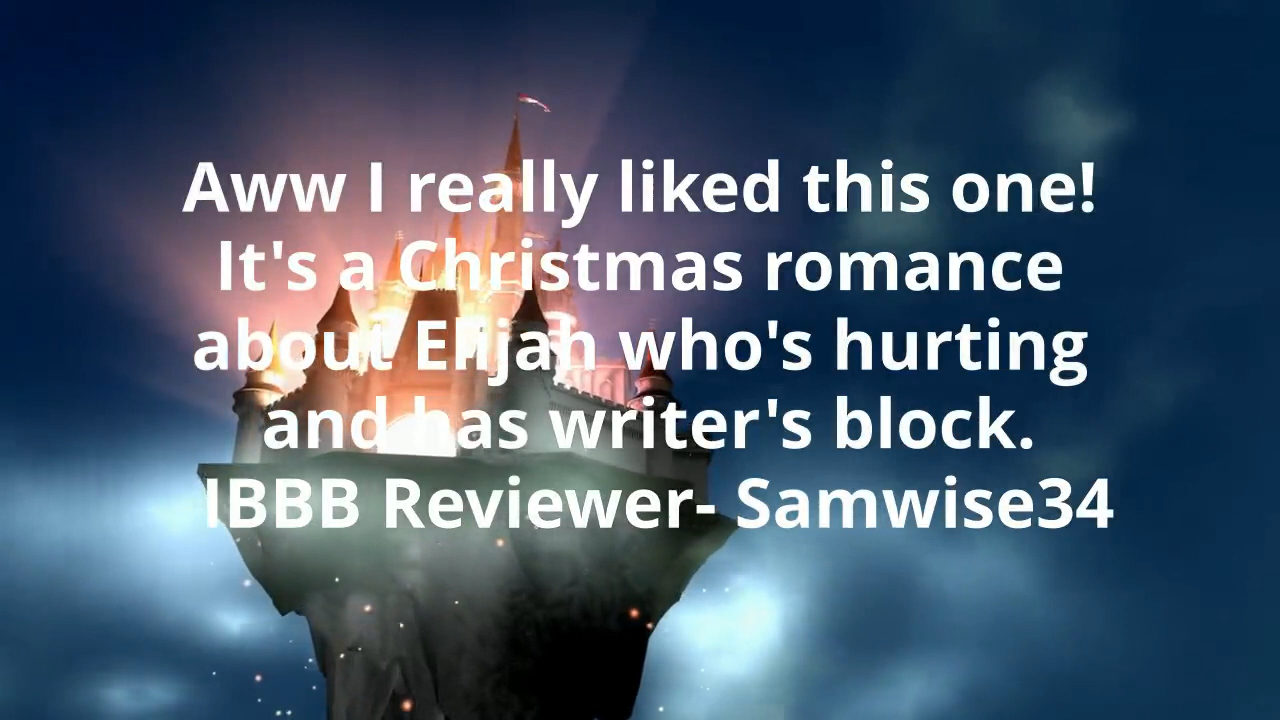 Aww I really liked this one!
It's a Christmas romance
about Elijah who's hurting
and has writer's block.
IBBB Reviewer- Samwise34